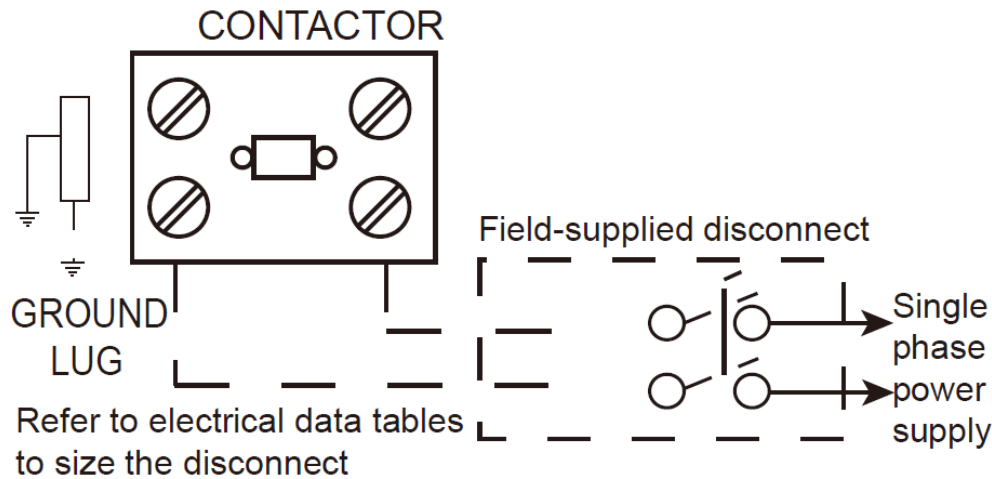 CONTACTOR
Field-supplied disconnect
GROUND
LUG
Single
phase
power
supply
Refer to electrical data tables
to size the disconnect